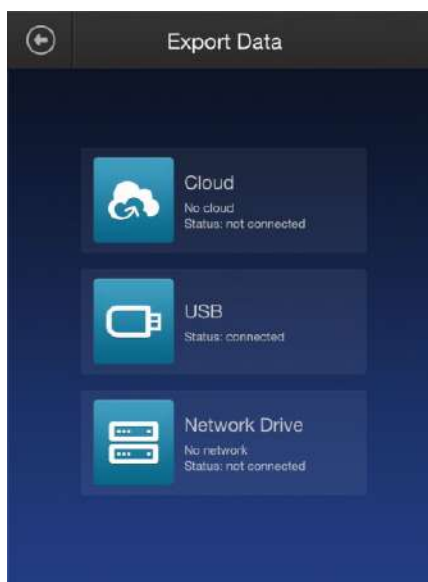 Export Data
Cloud
No cloud
Status: not connected
USB
Status: connected
Network Drive
No network
Status: not connected